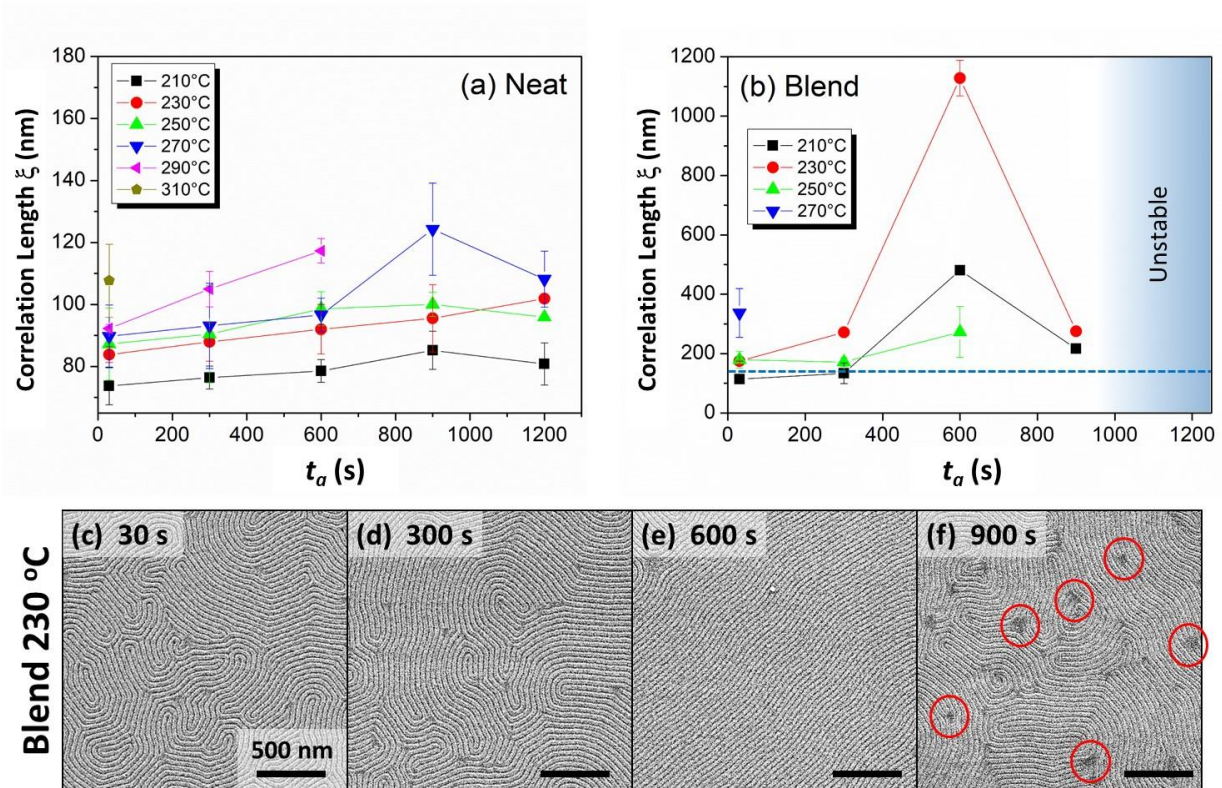 (a) Neat
210°C
230°C
250°C
270°C
290°C
310°C
Correlation Length ξ (nm)
180
160
140
120
100
80
0 200 400 600 800 1000 1200
ta (s)
(b) Blend
210°C
230°C
250°C
270°C
Unstable
Correlation Length ξ (nm)
1200
1000
800
600
400
200
0
0 200 400 600 800 1000 1200
ta (s)
Blend 230 °C
(c) 30 s
500 nm
(d) 300 s
(e) 600 s
(f) 900 s